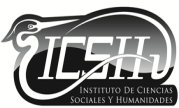 ICSHu
INSTITUTO DE CIENCIAS
SOCIALES Y HUMANIDADES